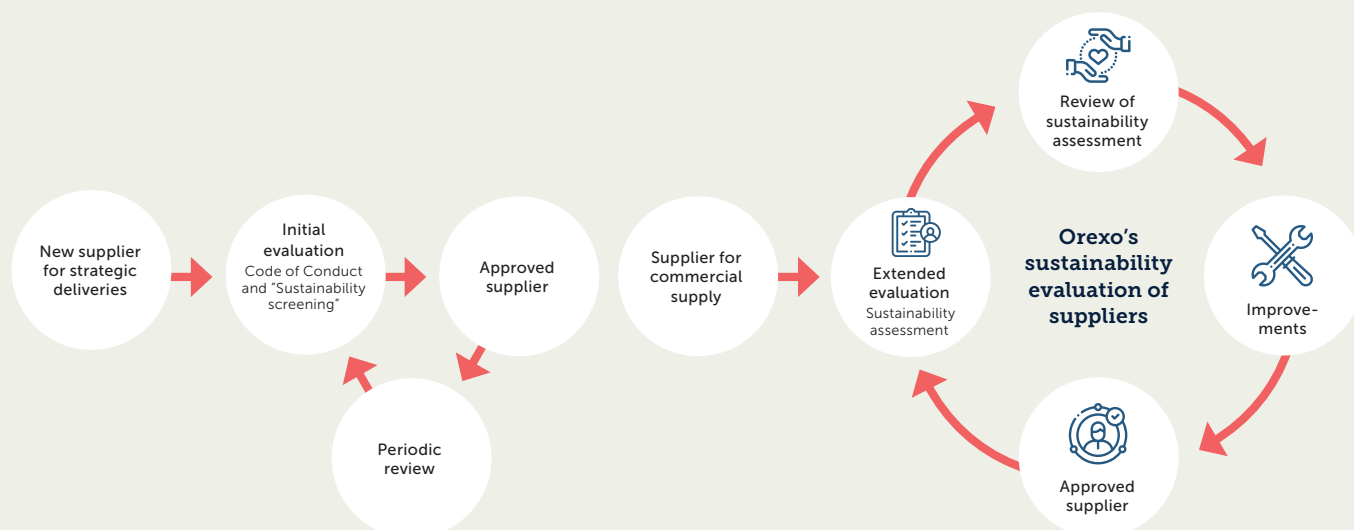 New supplier
for strategic
deliveries
Initial
evaluation
Code of Conduct
and “Sustainability
screening”
Approved
supplier
Periodic
review
Supplier for
commercial
supply
Extended
evaluation
Sustainability
assessment
Review of
sustainability
assessment
Orexo’s
sustainability
evaluation of
suppliers
Improve-
ments
Approved
supplier